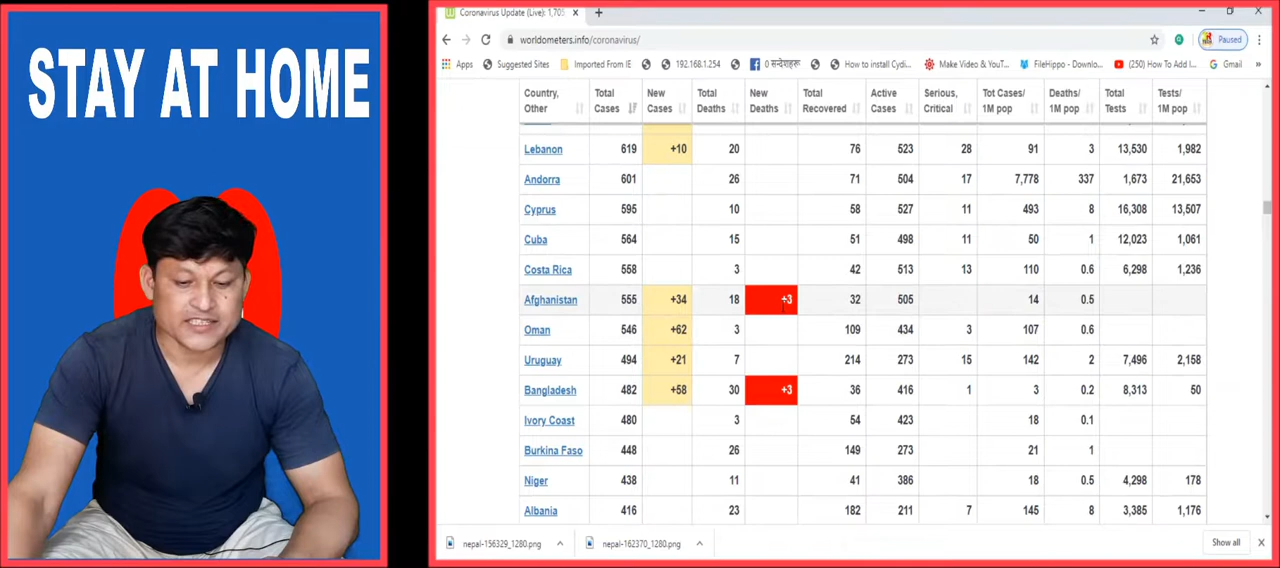 STAY AT HOME
Coronavirus Update (Live): 1,705
worldometers.info/coronavirus/
Paused
Apps Suggested Sites Imported From IE 192.168.1.254 0 सन्देशहरू How to install Cydi... Make Video & YouT... FileHippo - Downlo... (250) How To Add I... Gmail
Country, Other Total Cases New Cases Total Deaths New Deaths Total Recovered Active Cases Serious, Critical Tot Cases/ 1M pop Deaths/ 1M pop Total Tests Tests/ 1M pop
Lebanon 619 +10 20 76 523 28 91 3 13,530 1,982
Andorra 601 26 71 504 17 7,778 337 1,673 21,653
Cyprus 595 10 58 527 11 493 8 16,308 13,507
Cuba 564 15 51 498 11 50 1 12,023 1,061
Costa Rica 558 3 42 513 13 110 0.6 6,298 1,236
Afghanistan 555 +34 18 +3 32 505 14 0.5
Oman 546 +62 3 109 434 3 107 0.6
Uruguay 494 +21 7 214 273 15 142 2 7,496 2,158
Bangladesh 482 +58 30 +3 36 416 1 3 0.2 8,313 50
Ivory Coast 480 3 54 423 18 0.1
Burkina Faso 448 26 149 273 21 1
Niger 438 11 41 386 18 0.5 4,298 178
Albania 416 23 182 211 7 145 8 3,385 1,176
nepal-156329_1280.png nepal-162370_1280.png Show all